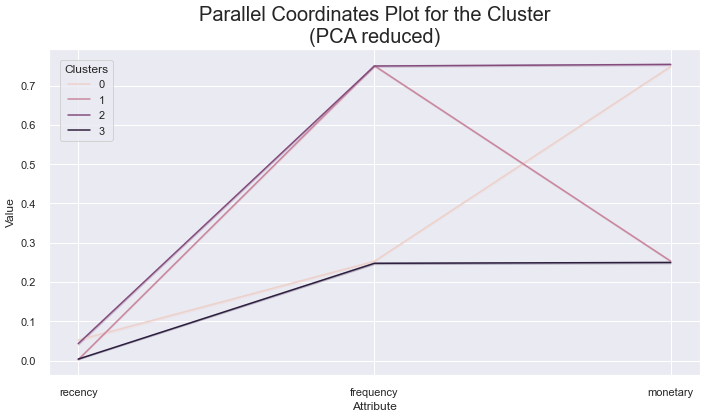 Parallel Coordinates Plot for the Cluster
(PCA reduced)
Clusters
0
1
2
3
0.7
0.6
0.5
0.4
0.3
0.2
0.1
0.0
Value
recency frequency monetary
Attribute